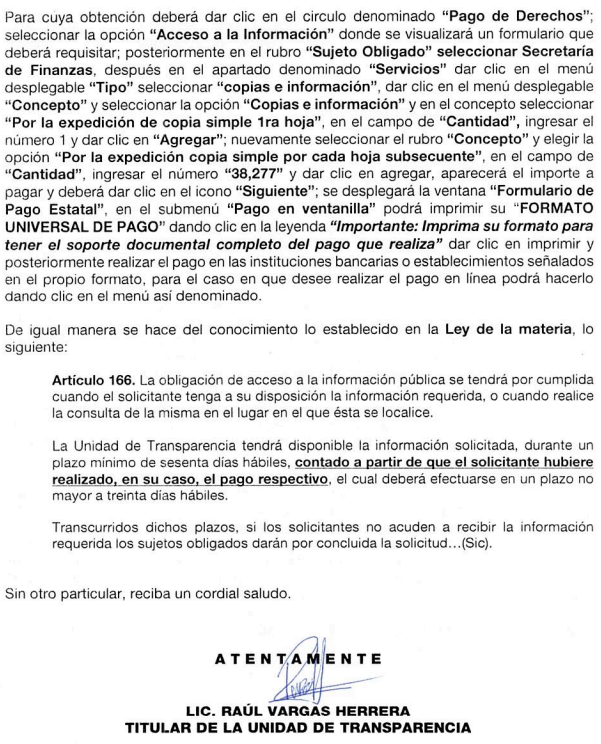 Para cuya obtención deberá dar clic en el circulo denominado “Pago de Derechos”;
seleccionar la opción “Acceso a la Información” donde se visualizará un formulario que
deberá requisitar; posteriormente en el rubro “Sujeto Obligado” seleccionar Secretaría
de Finanzas, después en el apartado denominado “Servicios” dar clic en el menú
desplegable “Tipo” seleccionar “copias e información”, dar clic en el menú desplegable
“Concepto” y seleccionar la opción “Copias e información” y en el concepto seleccionar
“Por la expedición de copia simple 1ra hoja”, en el campo de “Cantidad”, ingresar el
número 1 y dar clic en “Agregar”; nuevamente seleccionar el rubro “Concepto” y elegir la
opción “Por la expedición copia simple por cada hoja subsecuente”, en el campo de
“Cantidad”, ingresar el número “38,277” y dar clic en agregar, aparecerá el importe a
pagar y deberá dar clic en el icono “Siguiente”; se desplegará la ventana “Formulario de
Pago Estatal”, en el submenú “Pago en ventanilla” podrá imprimir su “FORMATO
UNIVERSAL DE PAGO” dando clic en la leyenda “Importante: Imprima su formato para
tener el soporte documental completo del pago que realiza” dar clic en imprimir y
posteriormente realizar el pago en las instituciones bancarias o establecimientos señalados
en el propio formato, para el caso en que desee realizar el pago en línea podrá hacerlo
dando clic en el menú así denominado.
De igual manera se hace del conocimiento lo establecido en la Ley de la materia, lo
siguiente:
Artículo 166. La obligación de acceso a la información pública se tendrá por cumplida
cuando el solicitante tenga a su disposición la información requerida, o cuando realice
la consulta de la misma en el lugar en el que ésta se localice.
La Unidad de Transparencia tendrá disponible la información solicitada, durante un
plazo mínimo de sesenta días hábiles, contado a partir de que el solicitante hubiere
realizado, en su caso, el pago respectivo, el cual deberá efectuarse en un plazo no
mayor a treinta días hábiles.
Transcurridos dichos plazos, si los solicitantes no acuden a recibir la información
requerida los sujetos obligados darán por concluida la solicitud…(Sic).
Sin otro particular, reciba un cordial saludo.
ATENTAMENTE
LIC. RAÚL VARGAS HERRERA
TITULAR DE LA UNIDAD DE TRANSPARENCIA